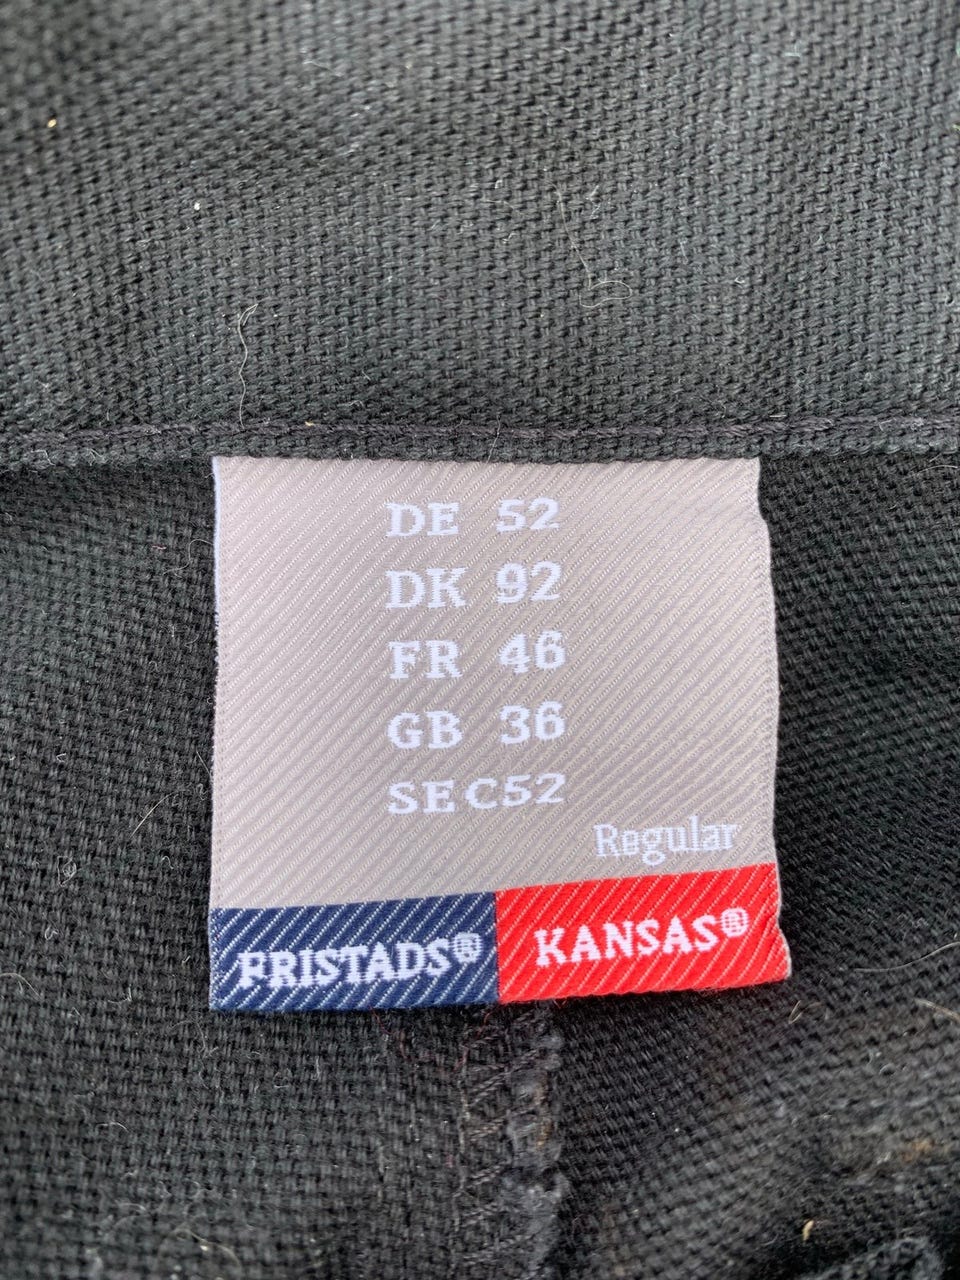 DE 52
DK 92
FR 46
GB 36
SE C52
Regular
FRISTADS® KANSAS®